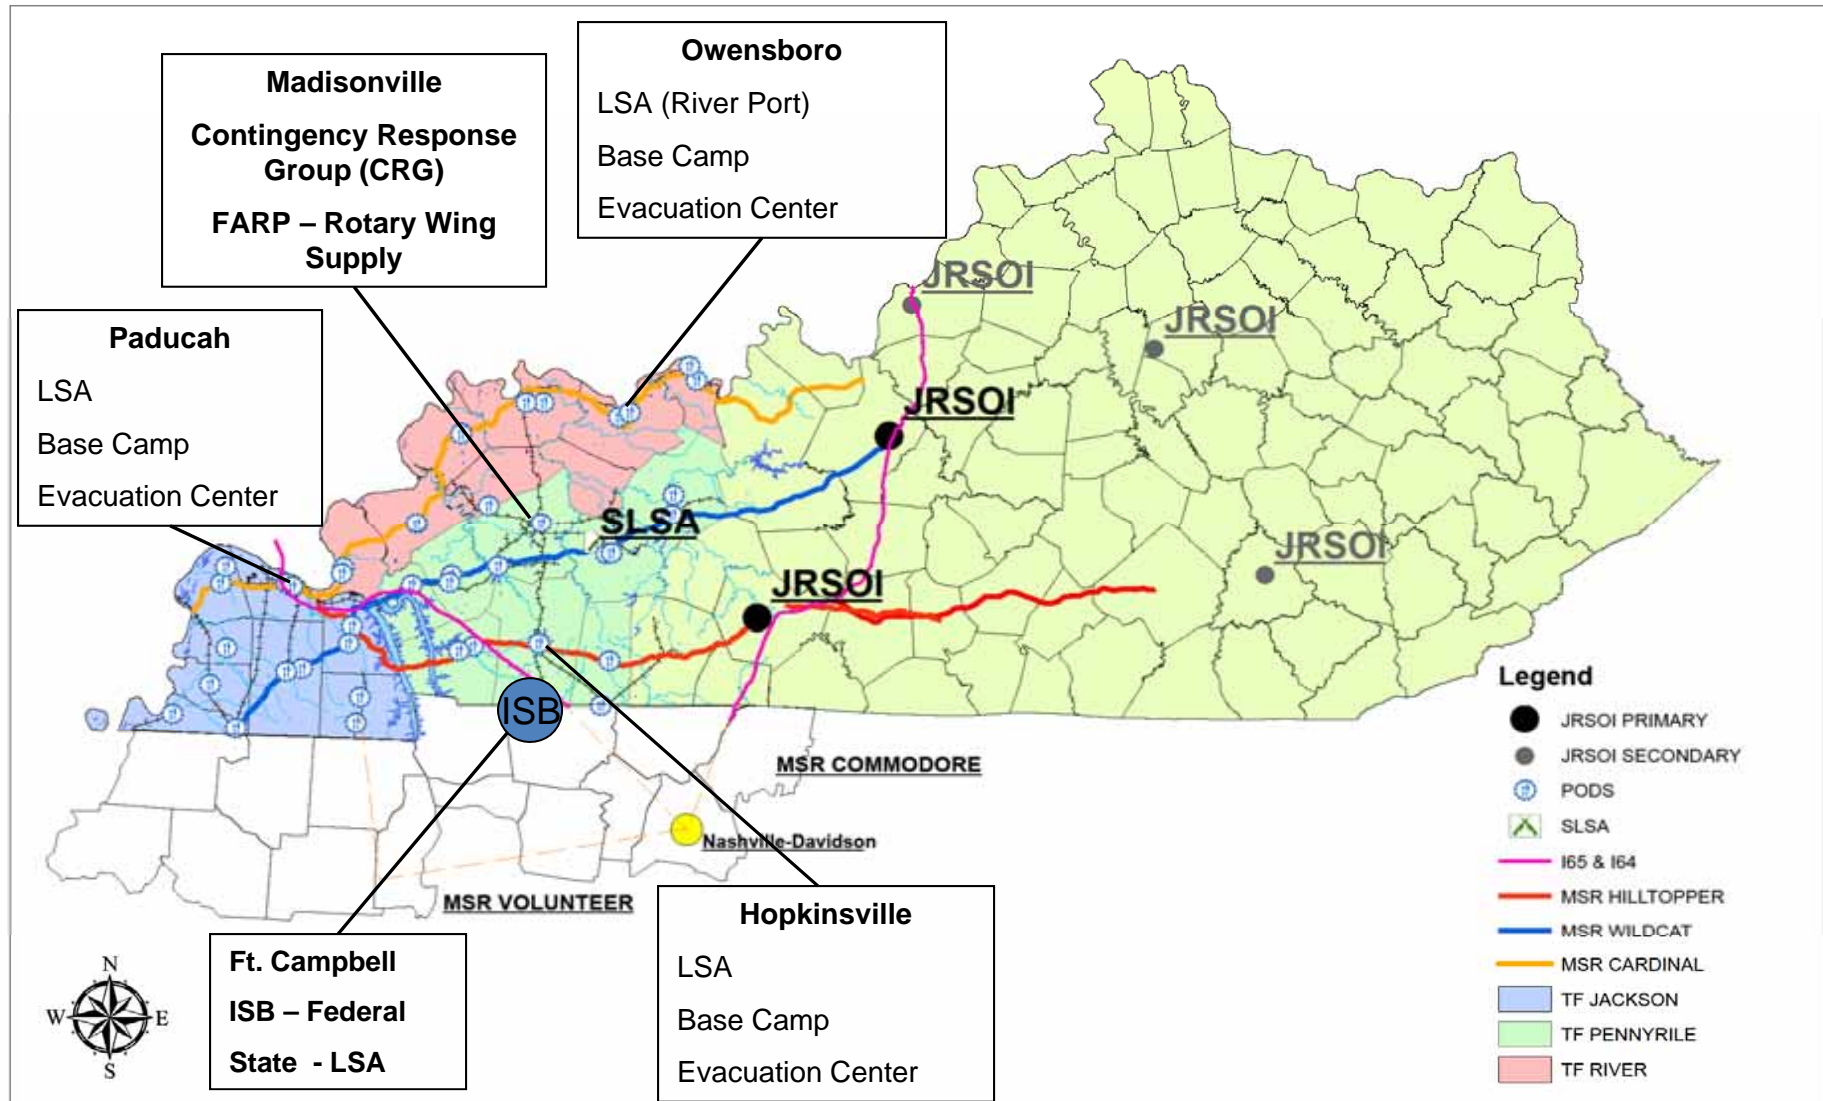 Owensboro
LSA (River Port)
Base Camp
Evacuation Center
Madisonville
Contingency Response
Group (CRG)
FARP – Rotary Wing
Supply
Paducah
LSA
Base Camp
Evacuation Center
JRSOI
JRSOI
JRSOI
SLSA
JRSOI
JRSOI
ISB
MSR COMMODORE
Nashville-Davidson
MSR VOLUNTEER
Ft. Campbell
ISB – Federal
State - LSA
Hopkinsville
LSA
Base Camp
Evacuation Center
N
W E
S
Legend
JRSOI PRIMARY
JRSOI SECONDARY
PODS
SLSA
I65 & I64
MSR HILLTOPPER
MSR WILDCAT
MSR CARDINAL
TF JACKSON
TF PENNYRILE
TF RIVER